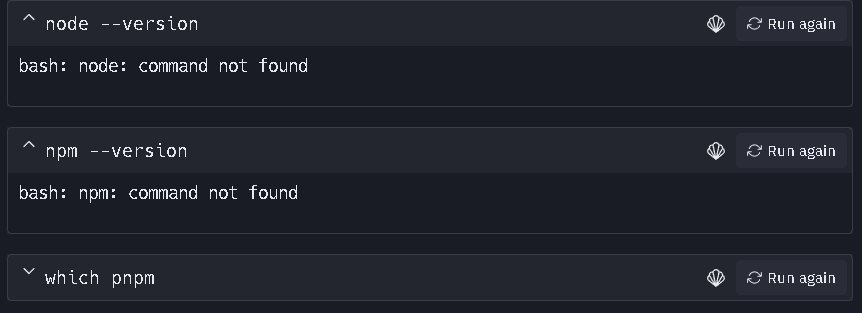 node --version
Run again
bash: node: command not found
npm --version
Run again
bash: npm: command not found
which pnpm
Run again